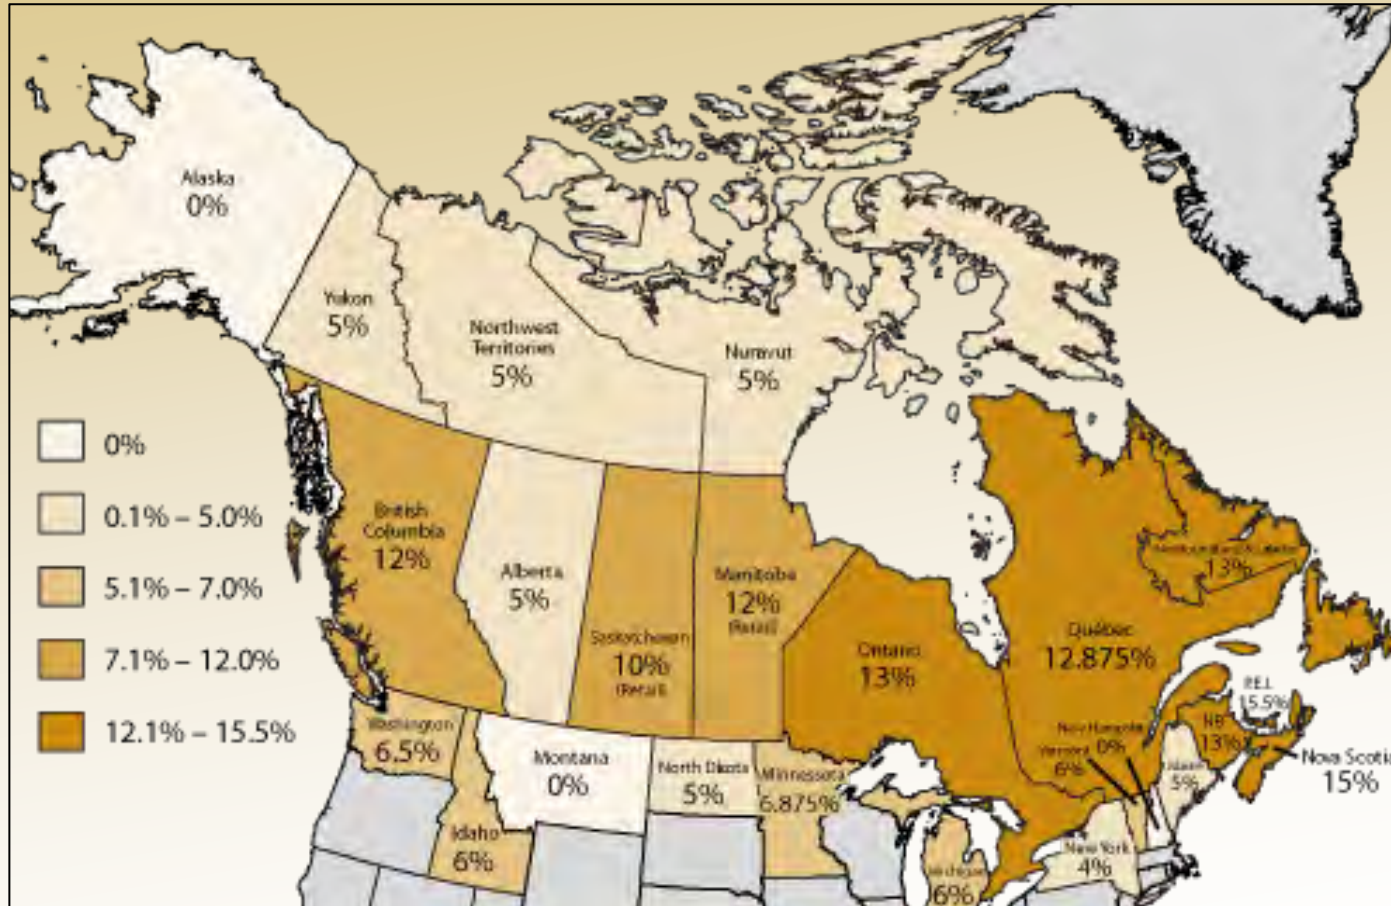 Alaska
0%
Yukon
5%
Northwest
Territories
5%
Nunavut
5%
0%
0.1% – 5.0%
5.1% – 7.0%
7.1% – 12.0%
12.1% – 15.5%
British
Columbia
12%
Alberta
5%
Saskatchewan
10%
(Retail)
Manitoba
12%
(Retail)
Ontario
13%
Québec
12.875%
Newfoundland
13%
P.E.I.
15.5%
NB
13%
Nova Scotia
15%
New Hampshire
0%
Vermont
6%
Maine
5%
Washington
6.5%
Montana
0%
North Dakota
5%
Minnesota
6.875%
Idaho
6%
Michigan
6%
New York
4%